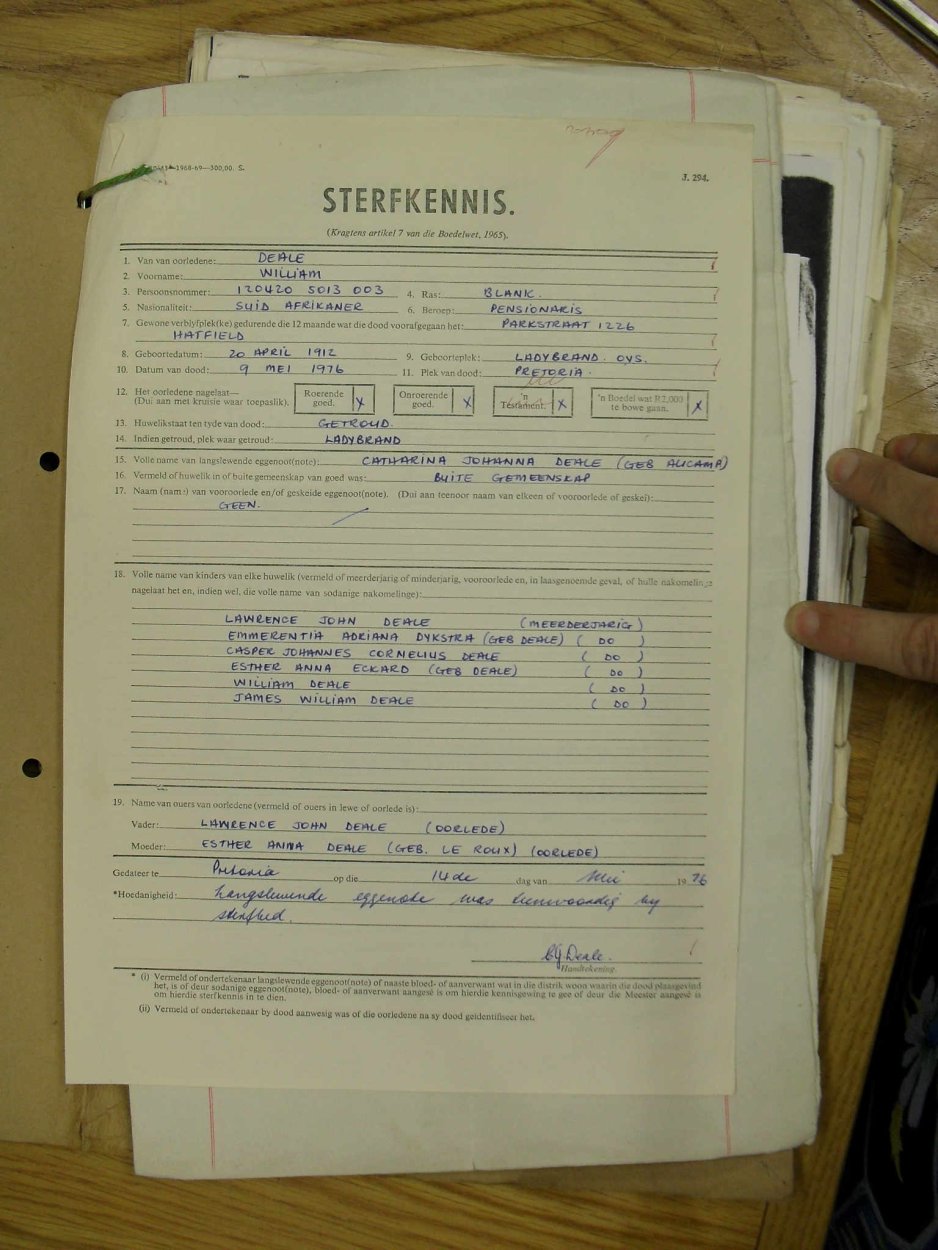 1968-69—300,00. S.
J. 294.
STERFKENNIS.
(Kragtens artikel 7 van die Boedelwet, 1965).
1. Van van oorledene: DEALE
2. Voorname: WILLIAM
3. Persoonsnommer: 120420 5013 003 4. Ras: BLANK.
5. Nasionaliteit: SUID AFRIKANER 6. Beroep: PENSIONARIS
7. Gewone verblyfplek(ke) gedurende die 12 maande wat die dood voorafgegaan het: PARKSTRAAT 1226
HATFIELD
8. Geboortedatum: 20 APRIL 1912 9. Geboorteplek: LADYBRAND. OVS.
10. Datum van dood: 9 MEI 1976 11. Plek van dood: PRETORIA.
12. Het oorledene nagelaat— Roerende 'n 'n Boedel wat R2,000
(Dui aan met kruisie waar toepaslik). goed. X Onroerende goed. X Testament. X te bowe gaan. X
13. Huwelikstaat ten tyde van dood: GETROUD.
14. Indien getroud, plek waar getroud: LADYBRAND
15. Volle name van langslewende eggenoot(note): CATHARINA JOHANNA DEALE (GEB AUCAMP)
16. Vermeld of huwelik in of buite gemeenskap van goed was: BUITE GEMEENSKAP
17. Naam (name) van vooroorlede en/of geskeide eggenoot(note). (Dui aan teenoor naam van elkeen of vooroorlede of geskei):
GEEN.
18. Volle name van kinders van elke huwelik (vermeld of meerderjarig of minderjarig, vooroorlede en, in laasgenoemde geval, of hulle nakomelinge
nagelaat het en, indien wel, die volle name van sodanige nakomelinge):
LAWRENCE JOHN DEALE (MEERDERJARIG)
EMMERENTIA ADRIANA DYKSTRA (GEB DEALE) ( DO )
CASPER JOHANNES CORNELIUS DEALE ( DO )
ESTHER ANNA ECKARD (GEB DEALE) ( DO )
WILLIAM DEALE ( DO )
JAMES WILLIAM DEALE ( DO )
19. Name van ouers van oorledene (vermeld of ouers in lewe of oorlede is):
Vader: LAWRENCE JOHN DEALE (OORLEDE)
Moeder: ESTHER ANNA DEALE (GEB. LE ROUX) (OORLEDE)
Gedateer te Pretoria op die 14de dag van Mei 1976
*Hoedanigheid: Langslewende eggenote was teenwoordig by
sterfbed.
C.J. Deale.
Handtekening.
* (i) Vermeld of ondertekenaar langslewende eggenoot(note) of naaste bloed- of aanverwant wat in die distrik woon waarin die dood plaasgevind
het, is of deur sodanige eggenoot(note), bloed- of aanverwant aangesê is om hierdie kennisgewing te gee of deur die Meester aangesê is
om hierdie sterfkennis in te dien.
(ii) Vermeld of ondertekenaar by dood aanwesig was of die oorledene na sy dood geïdentifiseer het.